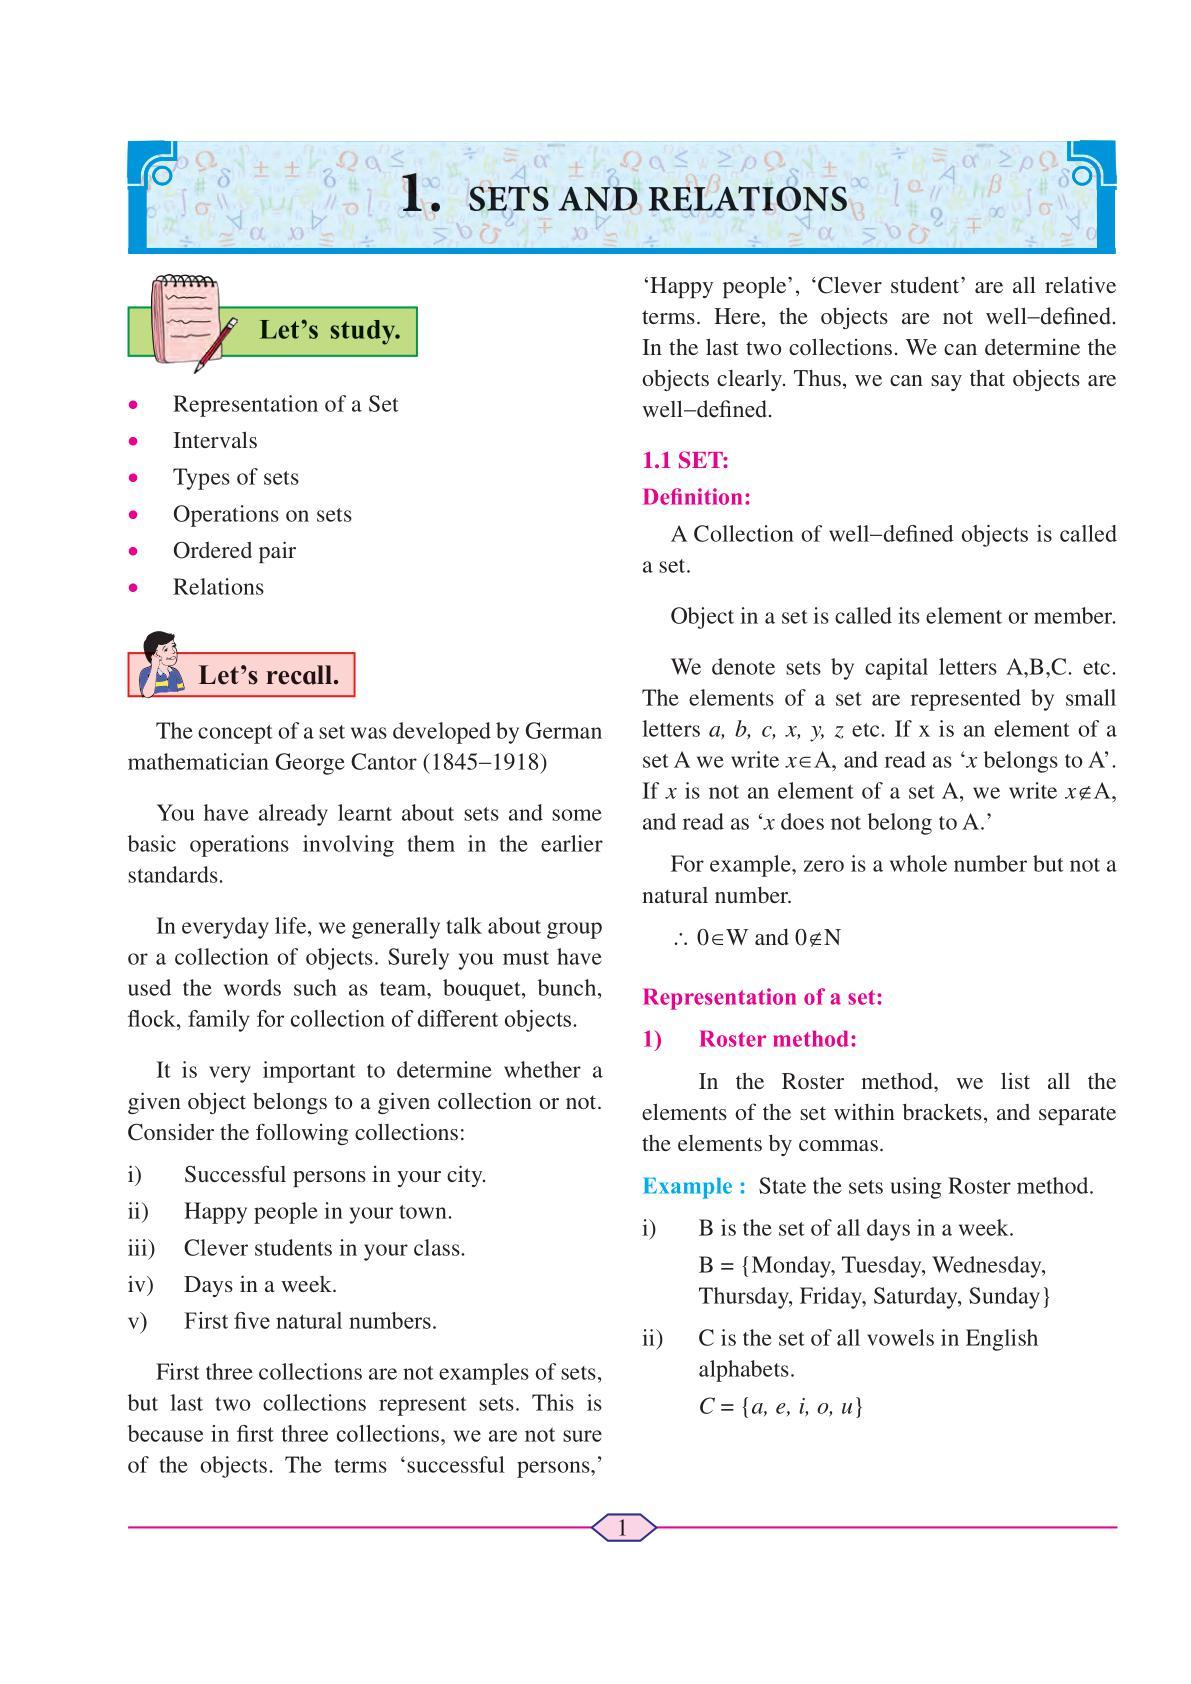 1. SETS AND RELATIONS
Let's study.
• Representation of a Set
• Intervals
• Types of sets
• Operations on sets
• Ordered pair
• Relations
Let's recall.
The concept of a set was developed by German
mathematician George Cantor (1845–1918)
You have already learnt about sets and some
basic operations involving them in the earlier
standards.
In everyday life, we generally talk about group
or a collection of objects. Surely you must have
used the words such as team, bouquet, bunch,
flock, family for collection of different objects.
It is very important to determine whether a
given object belongs to a given collection or not.
Consider the following collections:
i) Successful persons in your city.
ii) Happy people in your town.
iii) Clever students in your class.
iv) Days in a week.
v) First five natural numbers.
First three collections are not examples of sets,
but last two collections represent sets. This is
because in first three collections, we are not sure
of the objects. The terms ‘successful persons,’
‘Happy people’, ‘Clever student’ are all relative
terms. Here, the objects are not well–defined.
In the last two collections. We can determine the
objects clearly. Thus, we can say that objects are
well–defined.
1.1 SET:
Definition:
A Collection of well–defined objects is called
a set.
Object in a set is called its element or member.
We denote sets by capital letters A,B,C. etc.
The elements of a set are represented by small
letters a, b, c, x, y, z etc. If x is an element of a
set A we write x∈A, and read as ‘x belongs to A’.
If x is not an element of a set A, we write x∉A,
and read as ‘x does not belong to A.’
For example, zero is a whole number but not a
natural number.
∴ 0∈W and 0∉N
Representation of a set:
1) Roster method:
In the Roster method, we list all the
elements of the set within brackets, and separate
the elements by commas.
Example : State the sets using Roster method.
i) B is the set of all days in a week.
B = {Monday, Tuesday, Wednesday,
Thursday, Friday, Saturday, Sunday}
ii) C is the set of all vowels in English
alphabets.
C = {a, e, i, o, u}
1